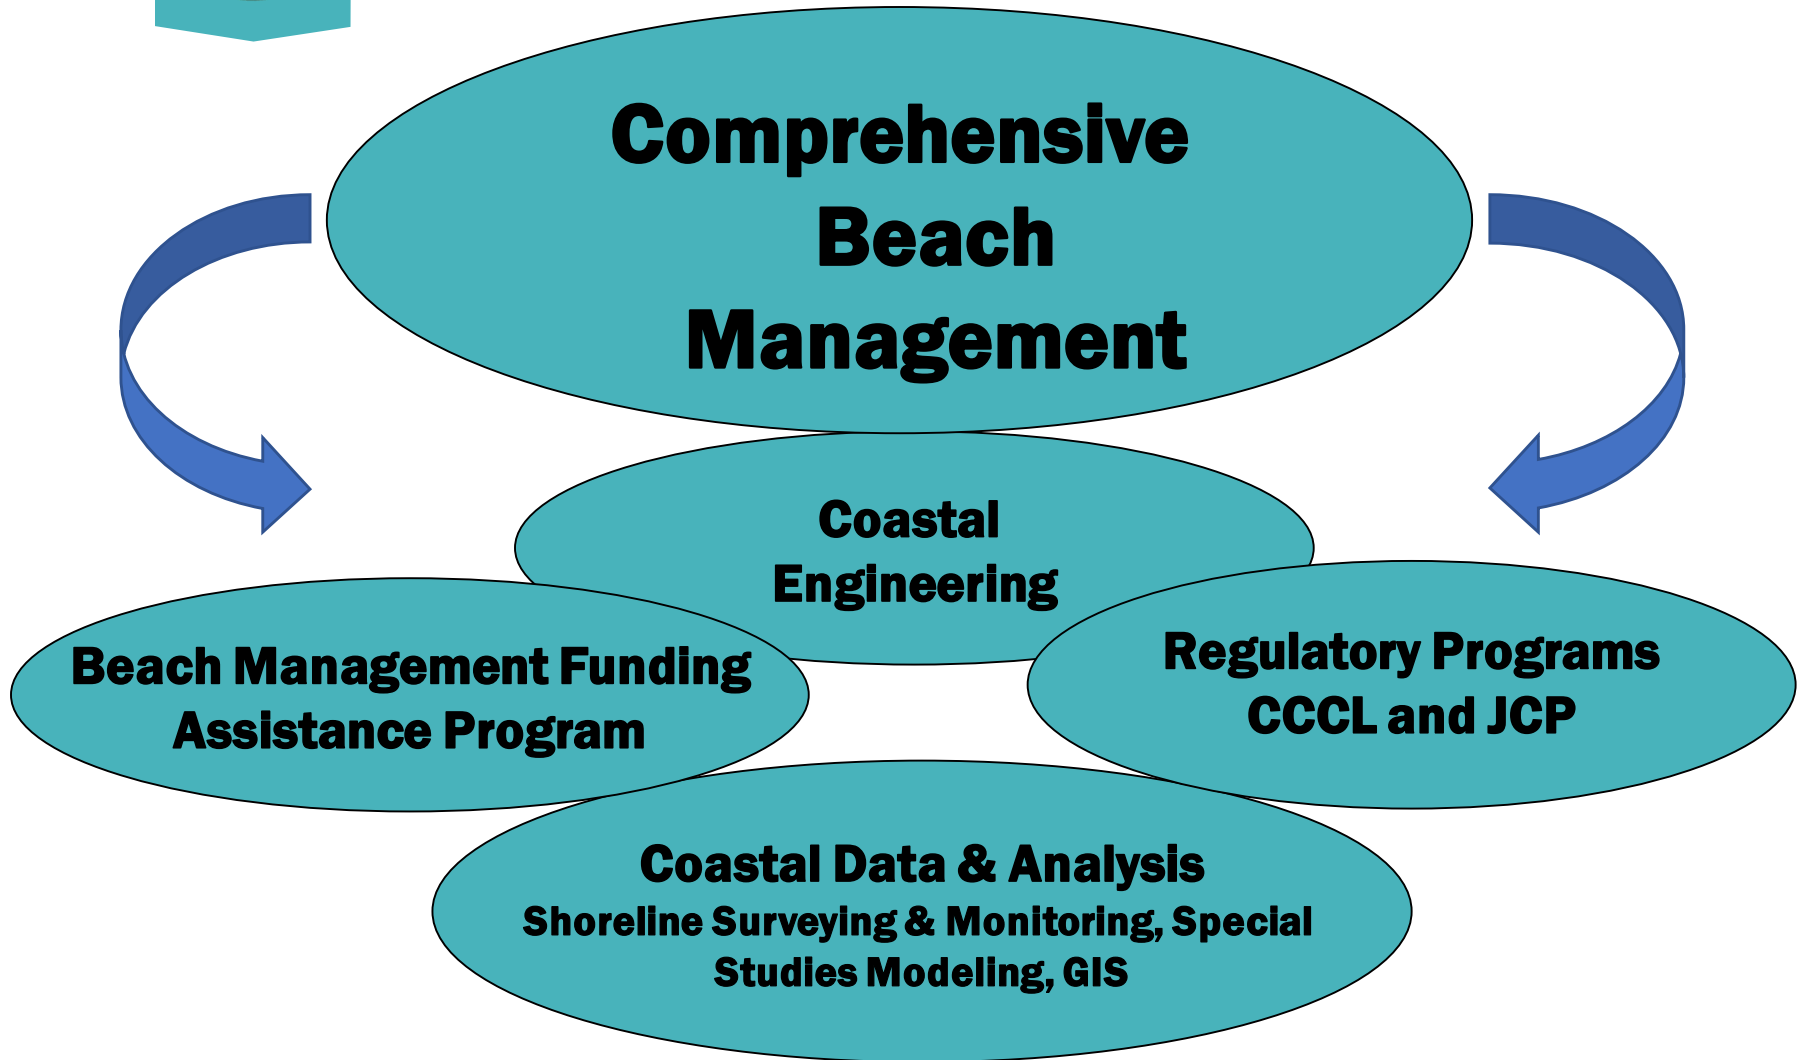 Comprehensive
Beach
Management
Coastal
Engineering
Beach Management Funding
Assistance Program
Regulatory Programs
CCCL and JCP
Coastal Data & Analysis
Shoreline Surveying & Monitoring, Special
Studies Modeling, GIS